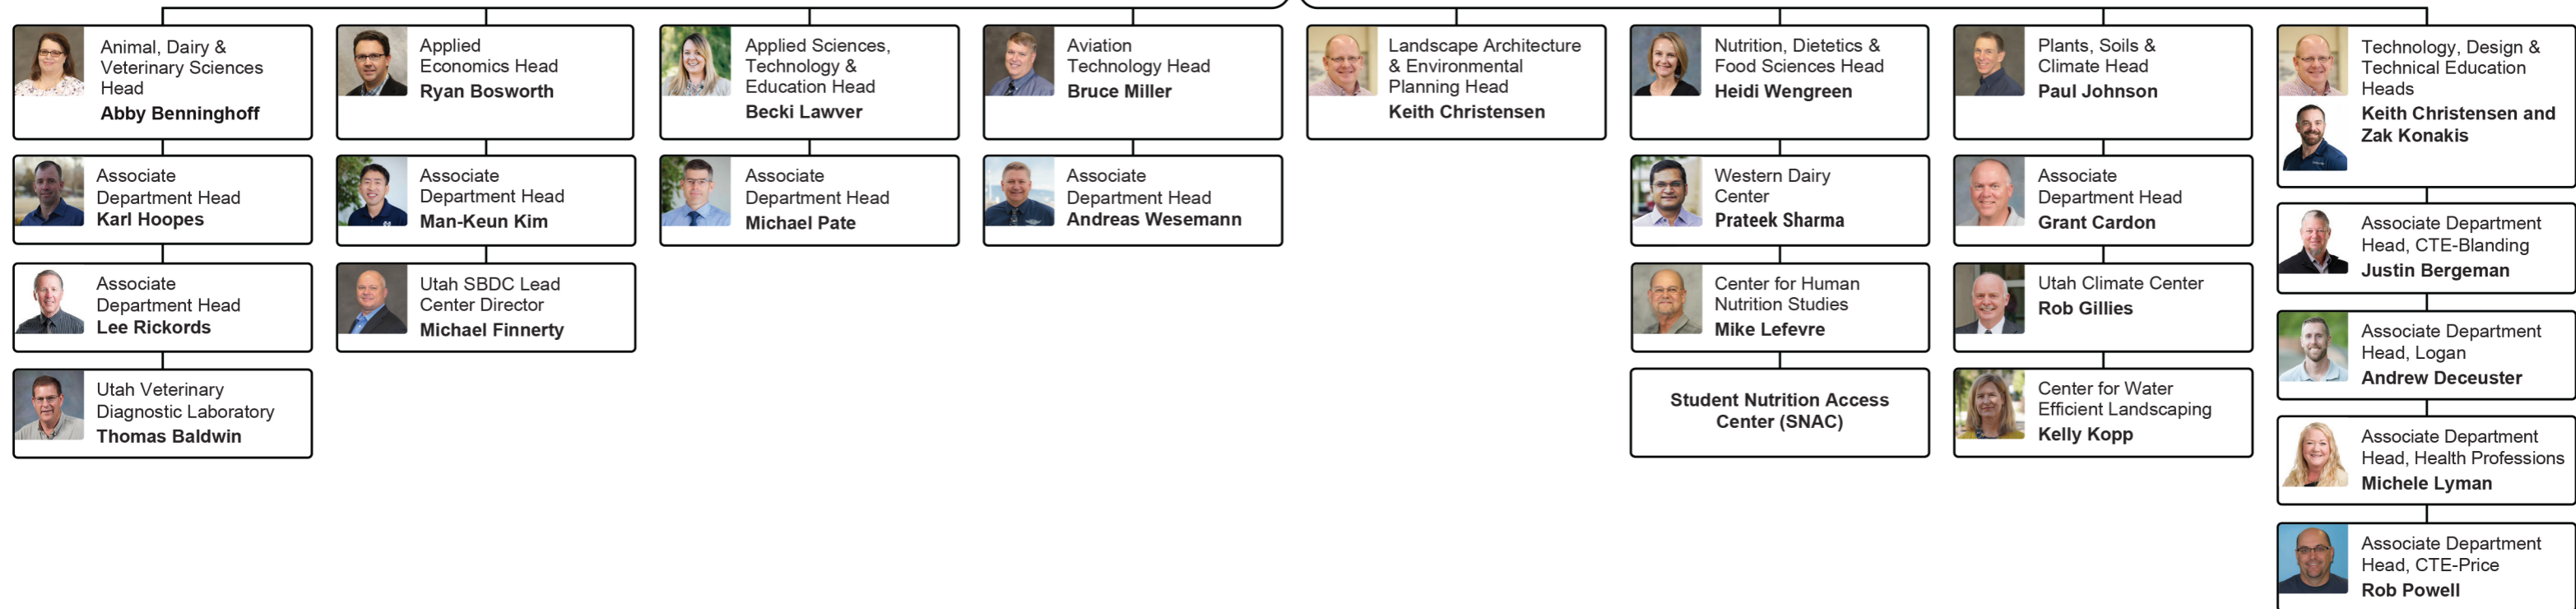 Animal, Dairy &
Veterinary Sciences
Head
Abby Benninghoff
Associate
Department Head
Karl Hoopes
Associate
Department Head
Lee Rickords
Utah Veterinary
Diagnostic Laboratory
Thomas Baldwin
Applied
Economics Head
Ryan Bosworth
Associate
Department Head
Man-Keun Kim
Utah SBDC Lead
Center Director
Michael Finnerty
Applied Sciences,
Technology &
Education Head
Becki Lawver
Associate
Department Head
Michael Pate
Aviation
Technology Head
Bruce Miller
Associate
Department Head
Andreas Wesemann
Landscape Architecture
& Environmental
Planning Head
Keith Christensen
Nutrition, Dietetics &
Food Sciences Head
Heidi Wengreen
Western Dairy
Center
Prateek Sharma
Center for Human
Nutrition Studies
Mike Lefevre
Student Nutrition Access
Center (SNAC)
Plants, Soils &
Climate Head
Paul Johnson
Associate
Department Head
Grant Cardon
Utah Climate Center
Rob Gillies
Center for Water
Efficient Landscaping
Kelly Kopp
Technology, Design &
Technical Education
Heads
Keith Christensen and
Zak Konakis
Associate Department
Head, CTE-Blanding
Justin Bergeman
Associate Department
Head, Logan
Andrew Deceuster
Associate Department
Head, Health Professions
Michele Lyman
Associate Department
Head, CTE-Price
Rob Powell